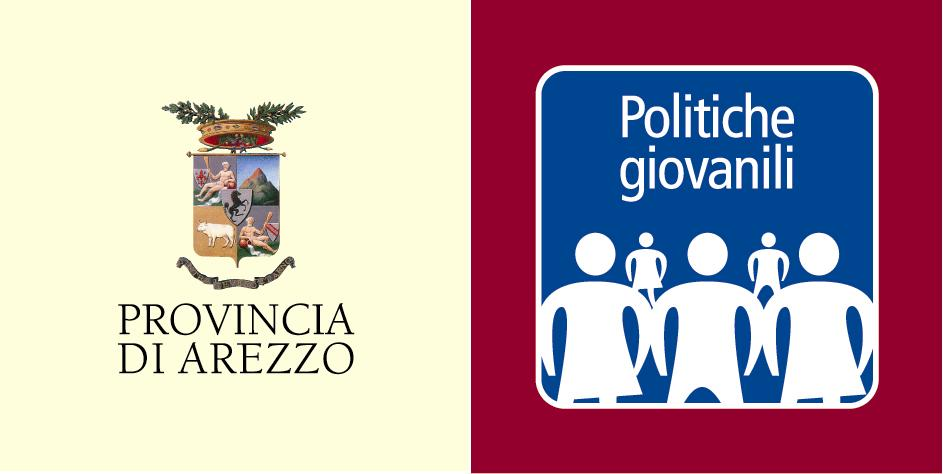 PROVINCIA
DI AREZZO
Politiche
giovanili